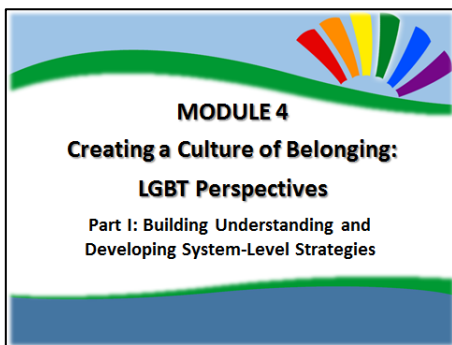 MODULE 4
Creating a Culture of Belonging:
LGBT Perspectives
Part I: Building Understanding and
Developing System-Level Strategies